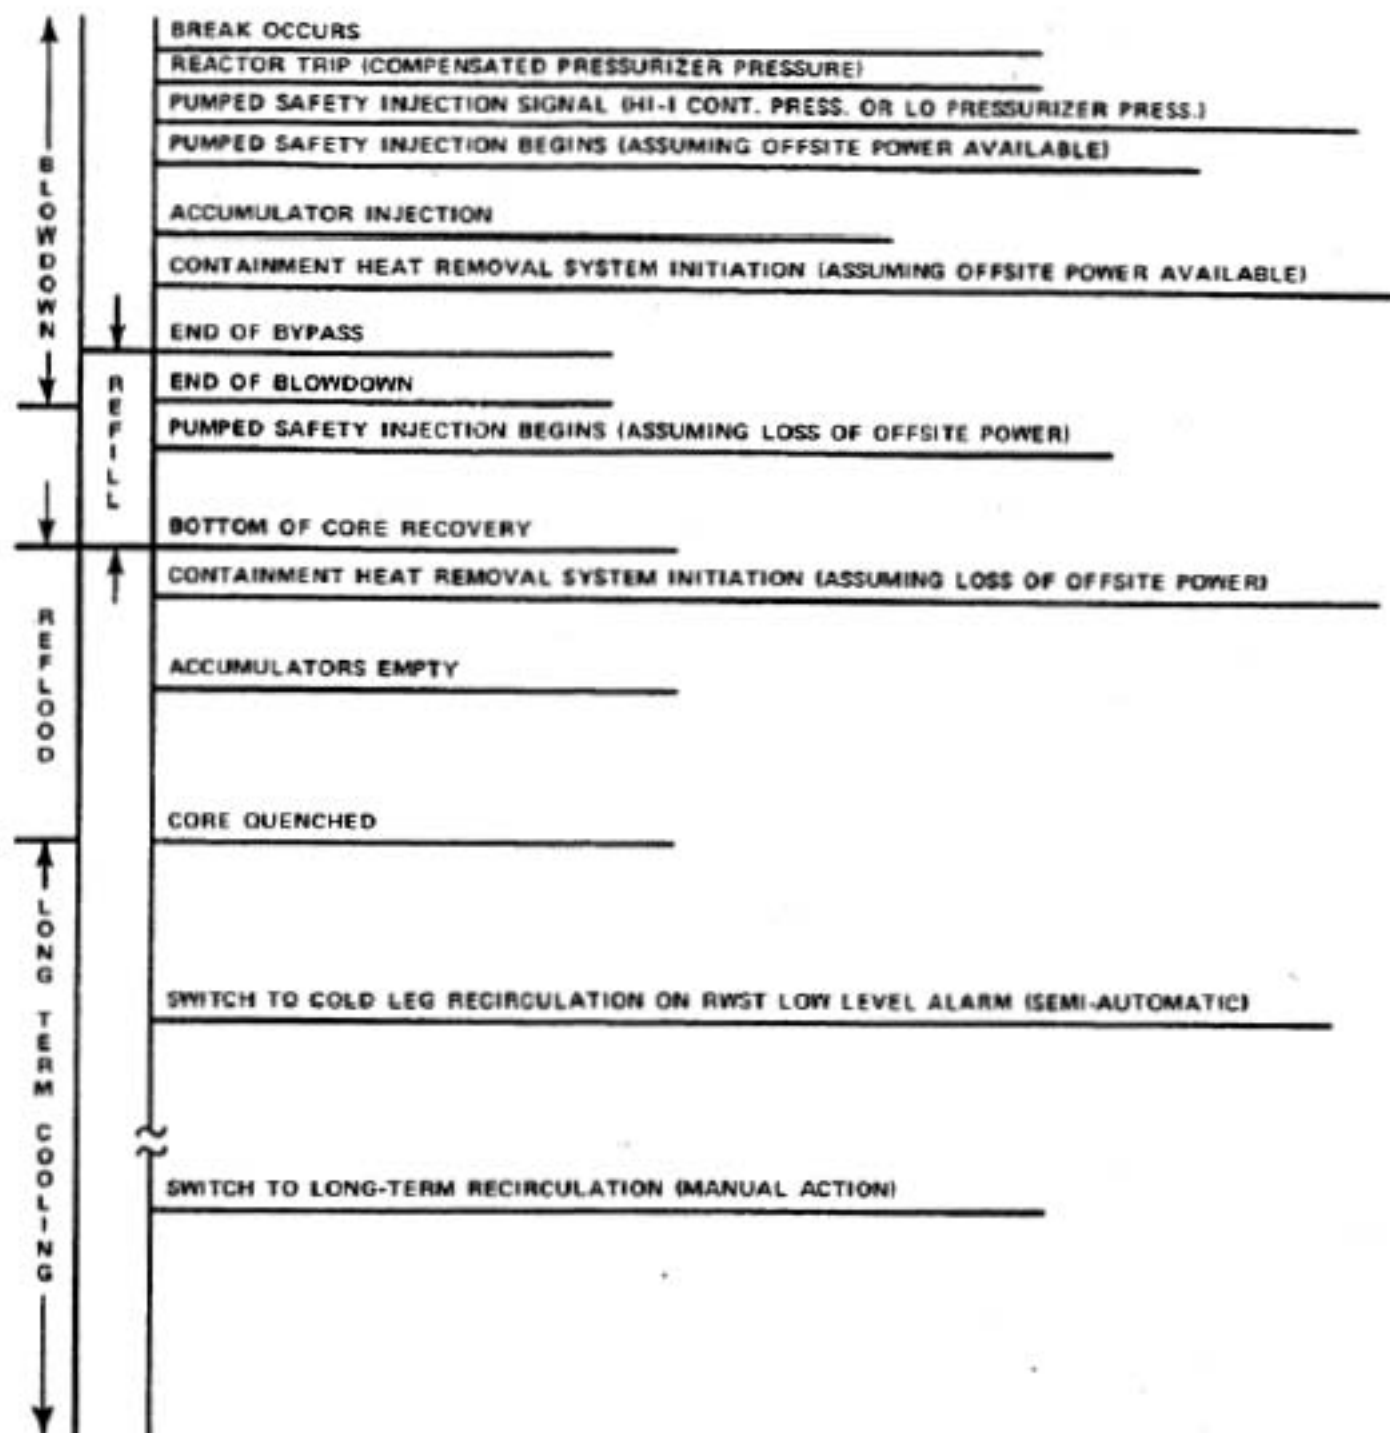 BREAK OCCURS
REACTOR TRIP (COMPENSATED PRESSURIZER PRESSURE)
PUMPED SAFETY INJECTION SIGNAL (HI-I CONT. PRESS. OR LO PRESSURIZER PRESS.)
PUMPED SAFETY INJECTION BEGINS (ASSUMING OFFSITE POWER AVAILABLE)
BLOWDOWN
ACCUMULATOR INJECTION
CONTAINMENT HEAT REMOVAL SYSTEM INITIATION (ASSUMING OFFSITE POWER AVAILABLE)
END OF BYPASS
REFILL
END OF BLOWDOWN
PUMPED SAFETY INJECTION BEGINS (ASSUMING LOSS OF OFFSITE POWER)
BOTTOM OF CORE RECOVERY
CONTAINMENT HEAT REMOVAL SYSTEM INITIATION (ASSUMING LOSS OF OFFSITE POWER)
REFLOOD
ACCUMULATORS EMPTY
CORE QUENCHED
LONG TERM COOLING
SWITCH TO COLD LEG RECIRCULATION ON RWST LOW LEVEL ALARM (SEMI-AUTOMATIC)
SWITCH TO LONG-TERM RECIRCULATION (MANUAL ACTION)